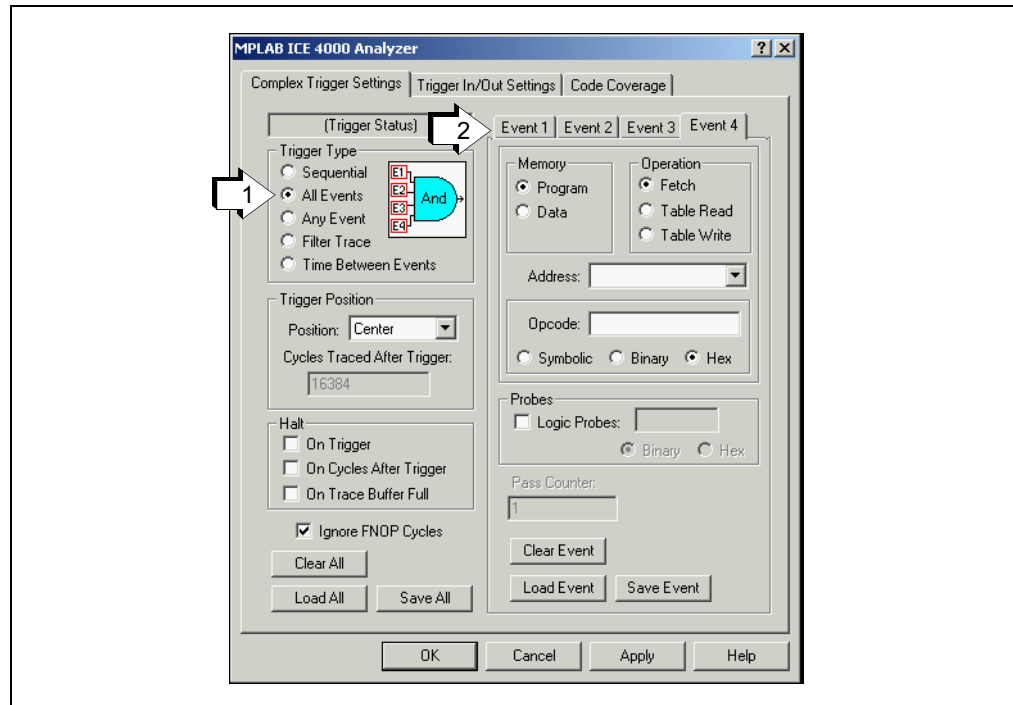 MPLAB ICE 4000 Analyzer
Complex Trigger Settings
Trigger In/Out Settings
Code Coverage
(Trigger Status)
2
Trigger Type
1
Sequential
All Events
Any Event
Filter Trace
Time Between Events
E1
E2
E3
E4
And
Trigger Position
Position: Center
Cycles Traced After Trigger:
16384
Halt
On Trigger
On Cycles After Trigger
On Trace Buffer Full
Ignore FNOP Cycles
Clear All
Load All
Save All
Event 1
Event 2
Event 3
Event 4
Memory
Program
Data
Operation
Fetch
Table Read
Table Write
Address:
Opcode:
Symbolic
Binary
Hex
Probes
Logic Probes:
Binary
Hex
Pass Counter:
1
Clear Event
Load Event
Save Event
OK
Cancel
Apply
Help